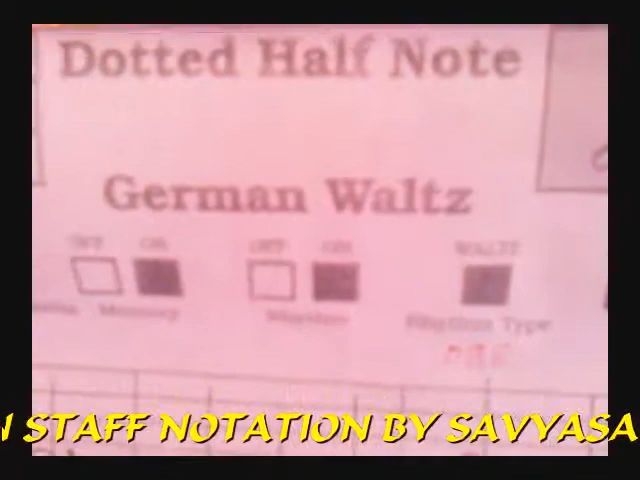 Dotted Half Note
German Waltz
OFF ON OFF ON WALTZ
Memory Rhythm Rhythm Type
N STAFF NOTATION BY SAVYASA